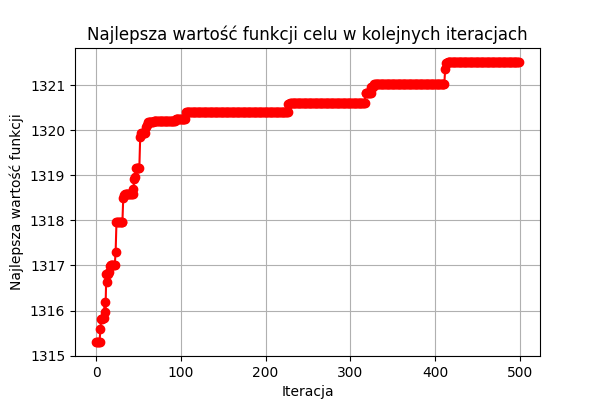 Najlepsza wartość funkcji celu w kolejnych iteracjach
Najlepsza wartość funkcji
1321
1320
1319
1318
1317
1316
1315
0 100 200 300 400 500
Iteracja